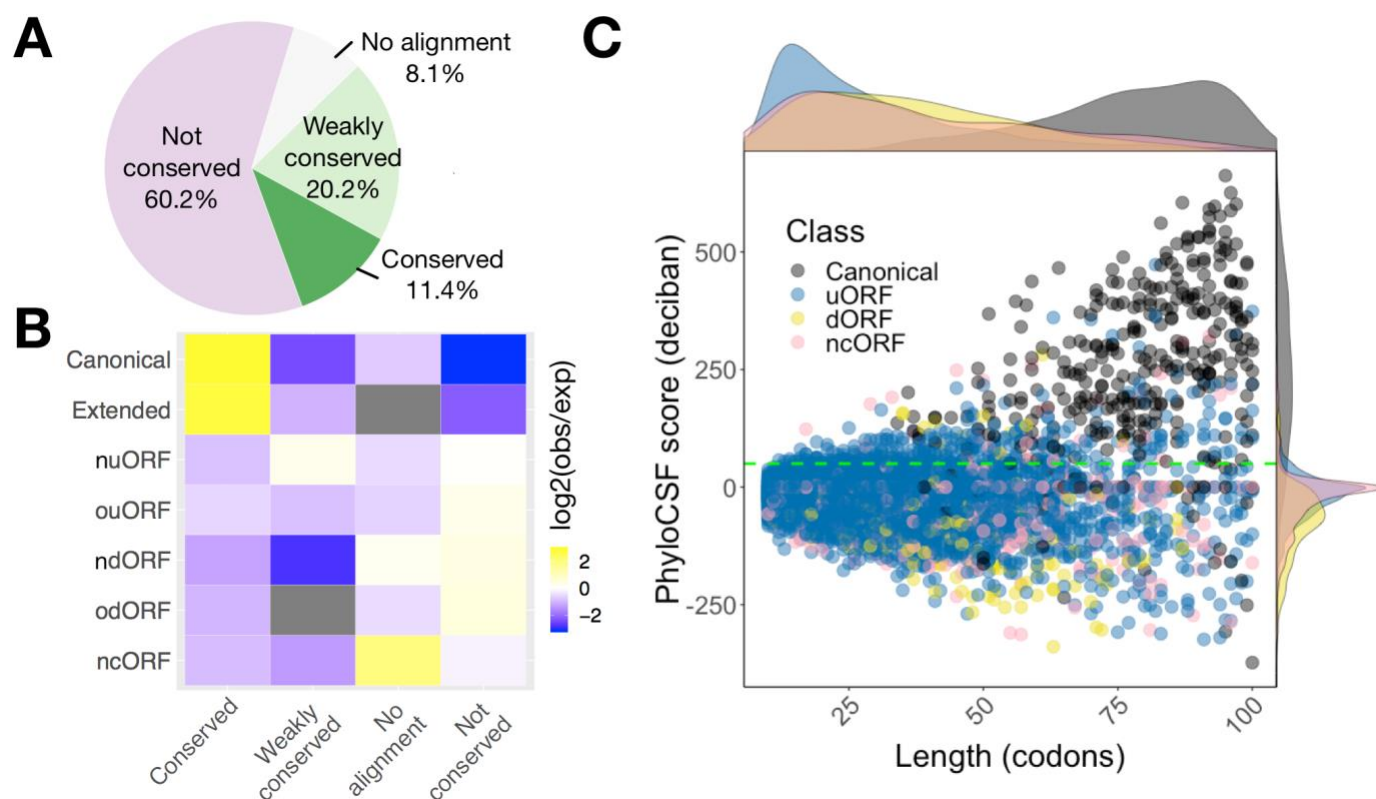 A
No alignment
8.1%
Not
conserved
60.2%
Weakly
conserved
20.2%
Conserved
11.4%
B
Canonical
Extended
nuORF
ouORF
ndORF
odORF
ncORF
Conserved
Weakly
conserved
No
alignment
Not
conserved
log2(obs/exp)
2
0
−2
C
Class
Canonical
uORF
dORF
ncORF
PhyloCSF score (deciban)
500
250
0
-250
25
50
75
100
Length (codons)